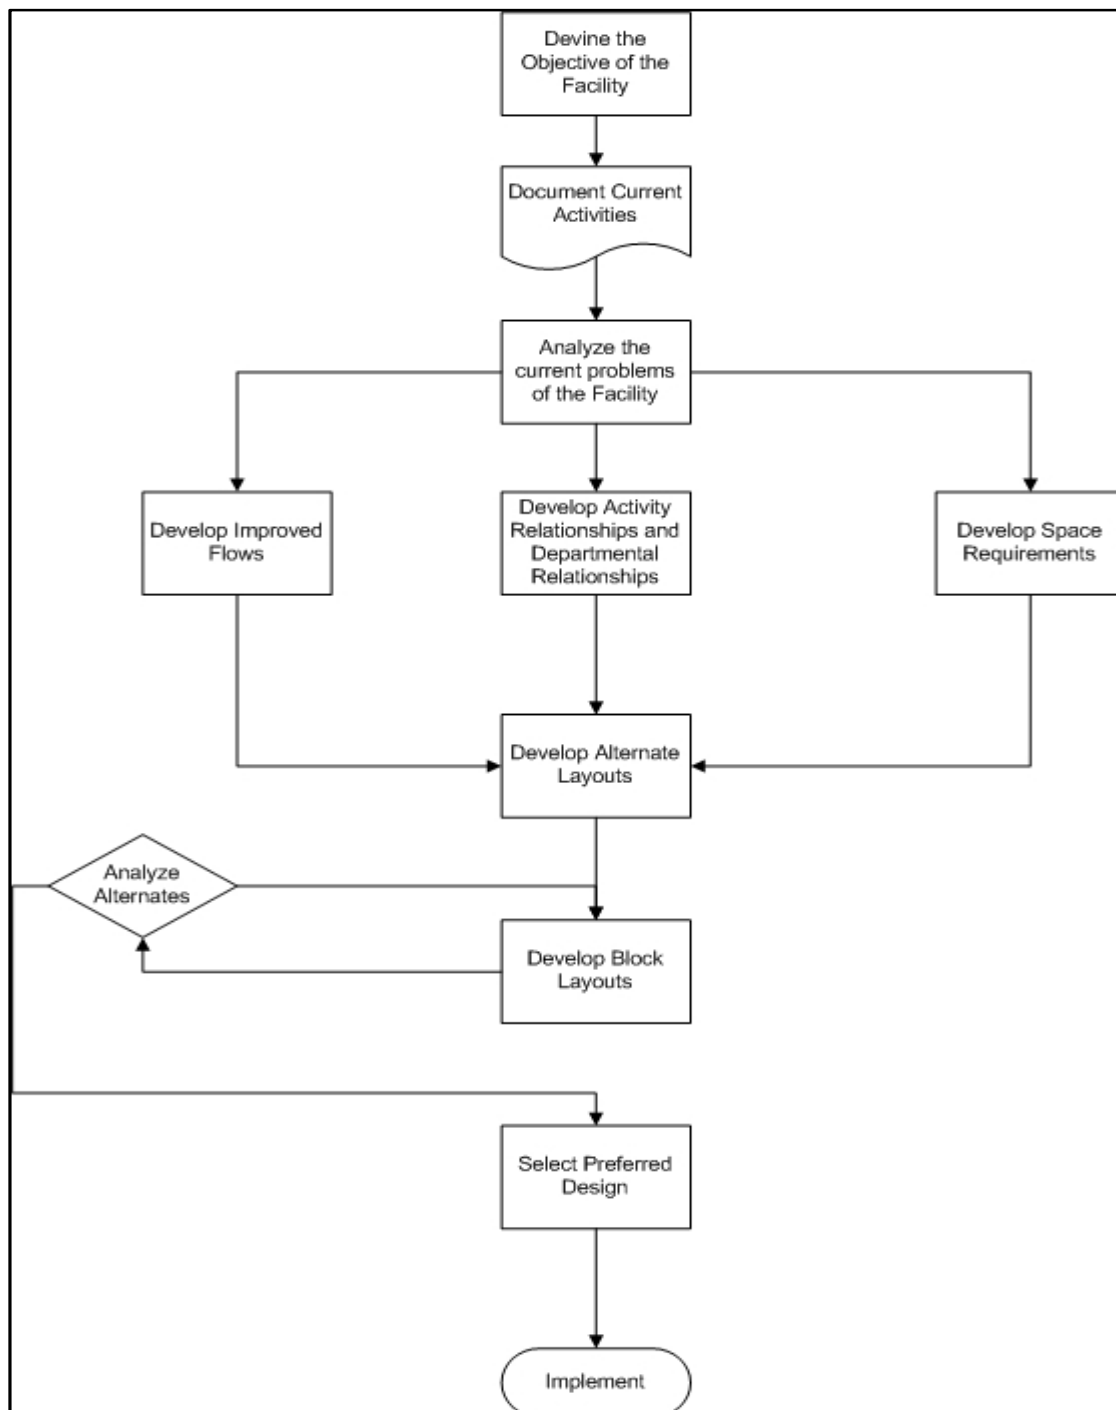 Devine the
Objective of the
Facility
Document Current
Activities
Analyze the
current problems
of the Facility
Develop Improved
Flows
Develop Activity
Relationships and
Departmental
Relationships
Develop Space
Requirements
Develop Alternate
Layouts
Analyze
Alternates
Develop Block
Layouts
Select Preferred
Design
Implement